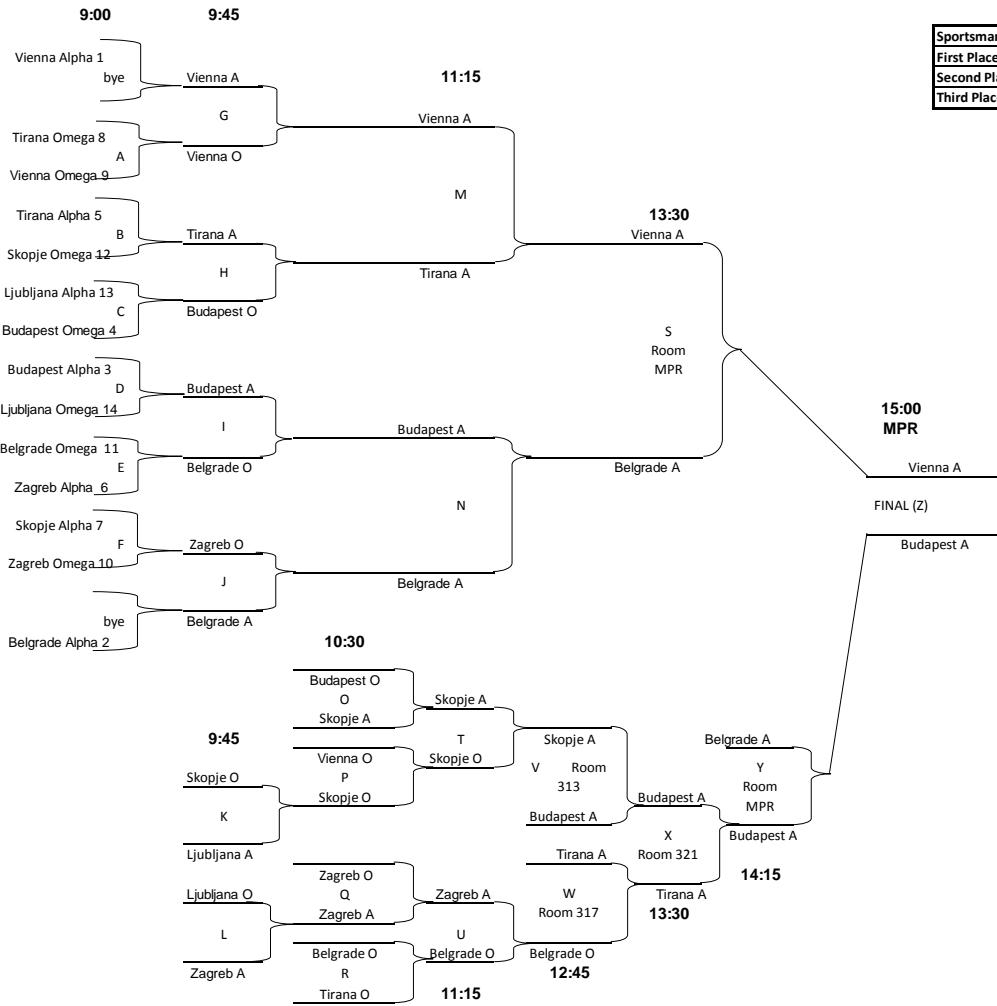 9:00
9:45
Sportsman
First Place
Second Pla
Third Plac
Vienna Alpha 1
bye
Vienna A
11:15
G
Vienna A
Tirana Omega 8
A
Vienna O
Vienna Omega 9
M
Tirana Alpha 5
13:30
B
Tirana A
Vienna A
Skopje Omega 12
H
Tirana A
Ljubljana Alpha 13
C
Budapest O
Budapest Omega 4
S
Room
MPR
Budapest Alpha 3
D
Budapest A
Ljubljana Omega 14
15:00
MPR
I
Budapest A
Belgrade Omega 11
E
Belgrade O
Belgrade A
Vienna A
Zagreb Alpha 6
N
FINAL (Z)
Skopje Alpha 7
F
Zagreb O
Budapest A
Zagreb Omega 10
J
Belgrade A
bye
Belgrade A
Belgrade Alpha 2
10:30
Budapest O
O
Skopje A
Skopje A
9:45
T
Skopje A
Belgrade A
Vienna O
Skopje O
P
V Room
313
Y
Room
MPR
Skopje O
Skopje O
Budapest A
K
Budapest A
Budapest A
Ljubljana A
X
Room 321
Tirana A
Zagreb O
14:15
Ljubljana O
Q
Zagreb A
W
Room 317
Tirana A
Zagreb A
13:30
L
U
Belgrade O
Belgrade O
Belgrade O
Zagreb A
R
12:45
Tirana O
11:15